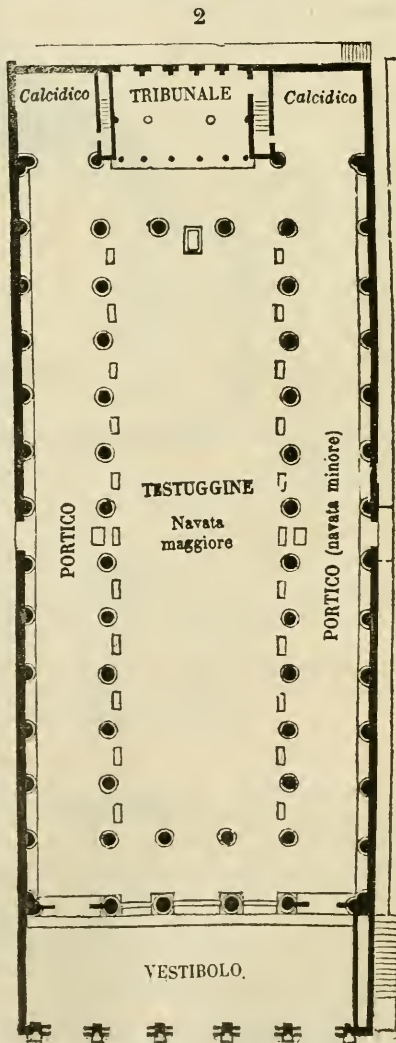 2
Calcidico
TRIBUNALE
Calcidico
TESTUGGINE
Navata
maggiore
PORTICO
PORTICO (navata minore)
VESTIBOLO.